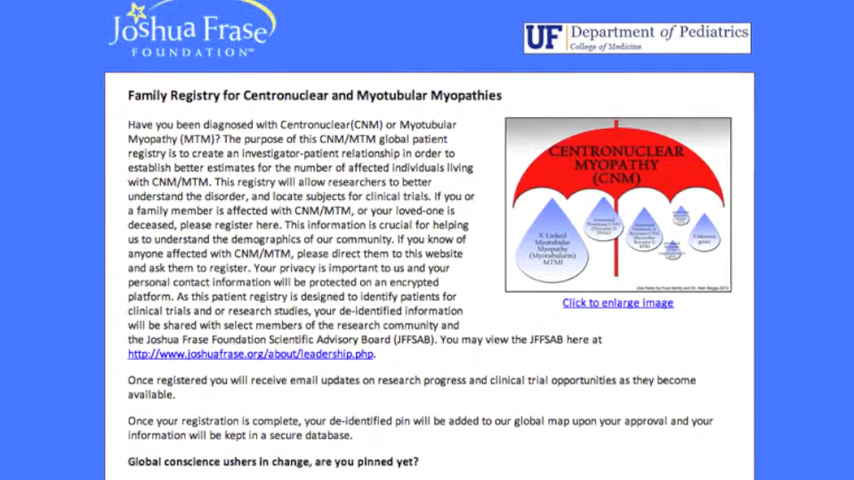 Joshua Frase
FOUNDATION™
UF Department of Pediatrics
College of Medicine
Family Registry for Centronuclear and Myotubular Myopathies
Have you been diagnosed with Centronuclear(CNM) or Myotubular
Myopathy (MTM)? The purpose of this CNM/MTM global patient
registry is to create an investigator-patient relationship in order to
establish better estimates for the number of affected individuals living
with CNM/MTM. This registry will allow researchers to better
understand the disorder, and locate subjects for clinical trials. If you or
a family member is affected with CNM/MTM, or your loved-one is
deceased, please register here. This information is crucial for helping
us to understand the demographics of our community. If you know of
anyone affected with CNM/MTM, please direct them to this website
and ask them to register. Your privacy is important to us and your
personal contact information will be protected on an encrypted
platform. As this patient registry is designed to identify patients for
clinical trials and or research studies, your de-identified information
will be shared with select members of the research community and
the Joshua Frase Foundation Scientific Advisory Board (JFFSAB). You may view the JFFSAB here at
http://www.joshuafrase.org/about/leadership.php.
CENTRONUCLEAR
MYOPATHY
(CNM)
X Linked
Myotubular
Myopathy
(Myotubularin)
MTM1
Unknown
genes
Click to enlarge image
Once registered you will receive email updates on research progress and clinical trial opportunities as they become
available.
Once your registration is complete, your de-identified pin will be added to our global map upon your approval and your
information will be kept in a secure database.
Global conscience ushers in change, are you pinned yet?